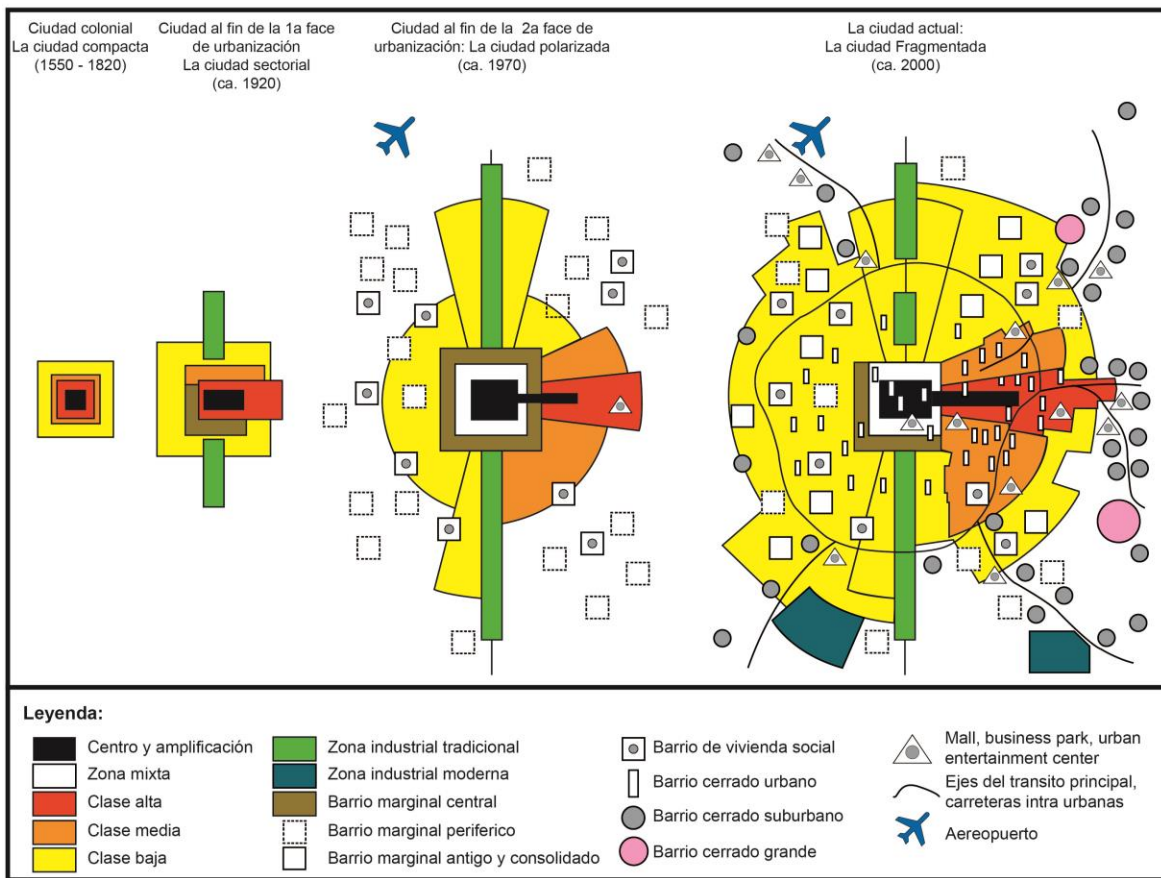 Ciudad colonial
La ciudad compacta
(1550 - 1820)
Ciudad al fin de la 1a face
de urbanización
La ciudad sectorial
(ca. 1920)
Ciudad al fin de la 2a face de
urbanización: La ciudad polarizada
(ca. 1970)
La ciudad actual:
La ciudad Fragmentada
(ca. 2000)
Leyenda:
Centro y amplificación
Zona mixta
Clase alta
Clase media
Clase baja
Zona industrial tradicional
Zona industrial moderna
Barrio marginal central
Barrio marginal periferico
Barrio marginal antigo y consolidado
Barrio de vivienda social
Barrio cerrado urbano
Barrio cerrado suburbano
Barrio cerrado grande
Mall, business park, urban
entertainment center
Ejes del transito principal,
carreteras intra urbanas
Aereopuerto